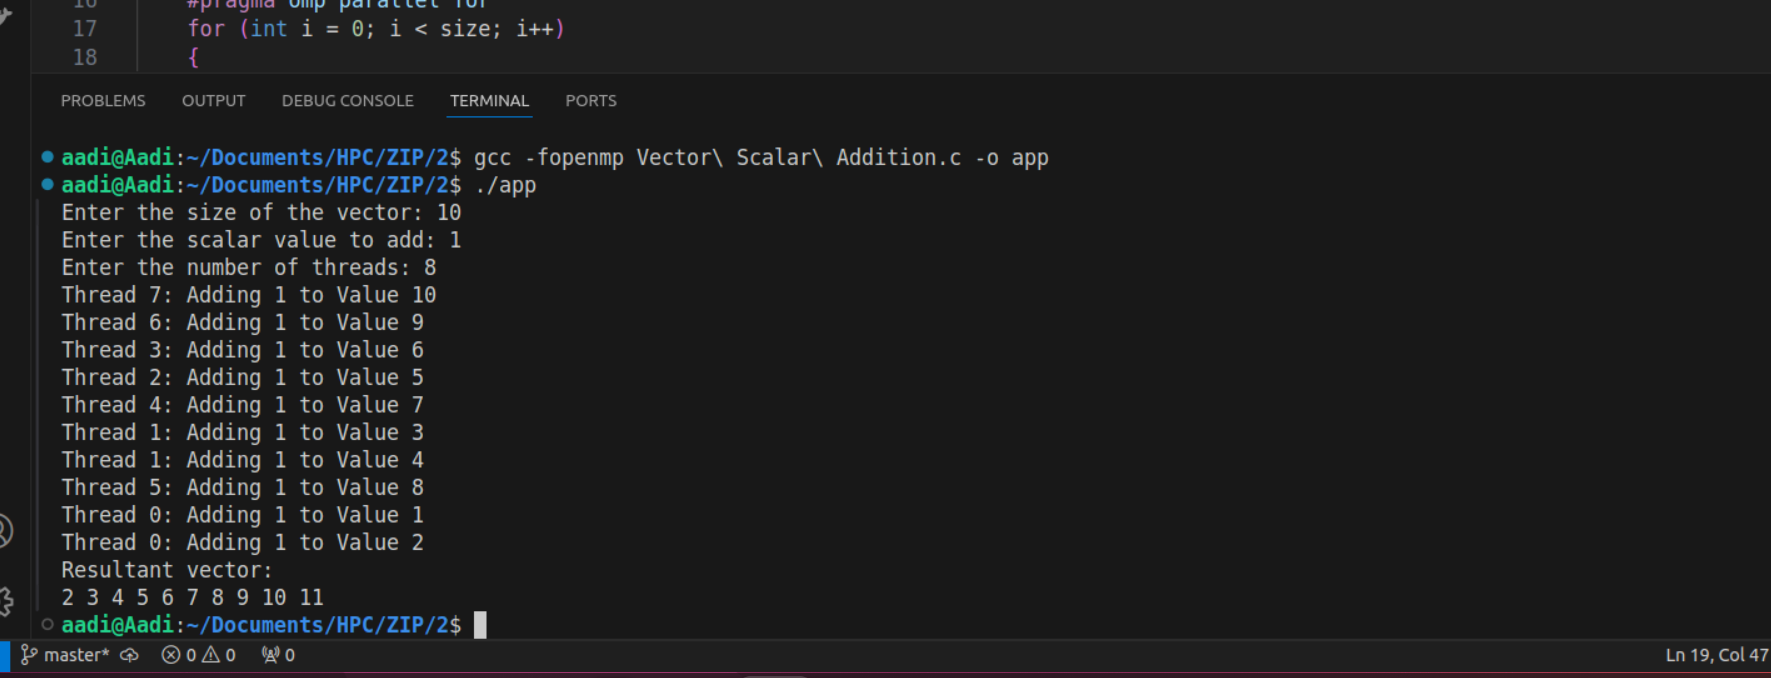 16 #pragma omp parallel for
17 for (int i = 0; i < size; i++)
18 {
PROBLEMS OUTPUT DEBUG CONSOLE TERMINAL PORTS
aadi@Aadi:~/Documents/HPC/ZIP/2$ gcc -fopenmp Vector\ Scalar\ Addition.c -o app
aadi@Aadi:~/Documents/HPC/ZIP/2$ ./app
Enter the size of the vector: 10
Enter the scalar value to add: 1
Enter the number of threads: 8
Thread 7: Adding 1 to Value 10
Thread 6: Adding 1 to Value 9
Thread 3: Adding 1 to Value 6
Thread 2: Adding 1 to Value 5
Thread 4: Adding 1 to Value 7
Thread 1: Adding 1 to Value 3
Thread 1: Adding 1 to Value 4
Thread 5: Adding 1 to Value 8
Thread 0: Adding 1 to Value 1
Thread 0: Adding 1 to Value 2
Resultant vector:
2 3 4 5 6 7 8 9 10 11
aadi@Aadi:~/Documents/HPC/ZIP/2$
master* 0 0 0 Ln 19, Col 47